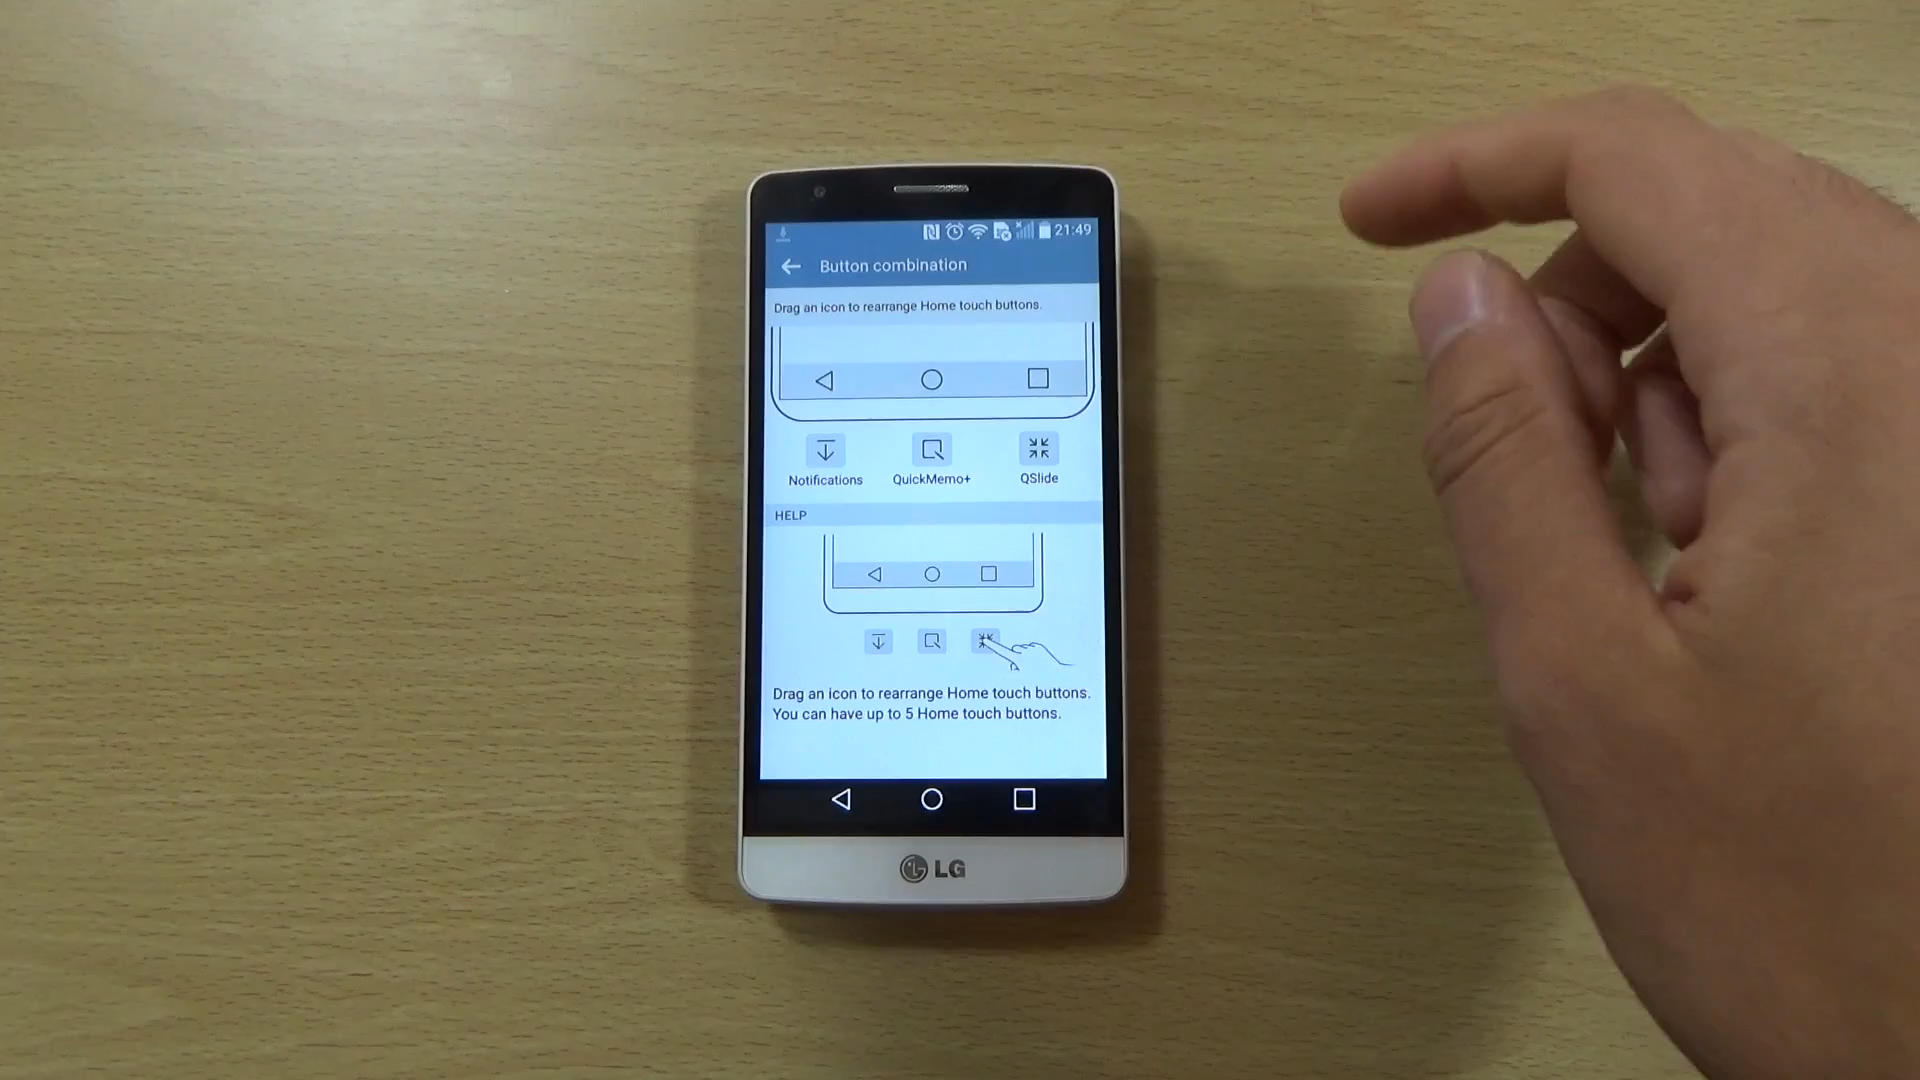 21:49
Button combination
Drag an icon to rearrange Home touch buttons.
Notifications QuickMemo+ QSlide
HELP
Drag an icon to rearrange Home touch buttons.
You can have up to 5 Home touch buttons.
LG